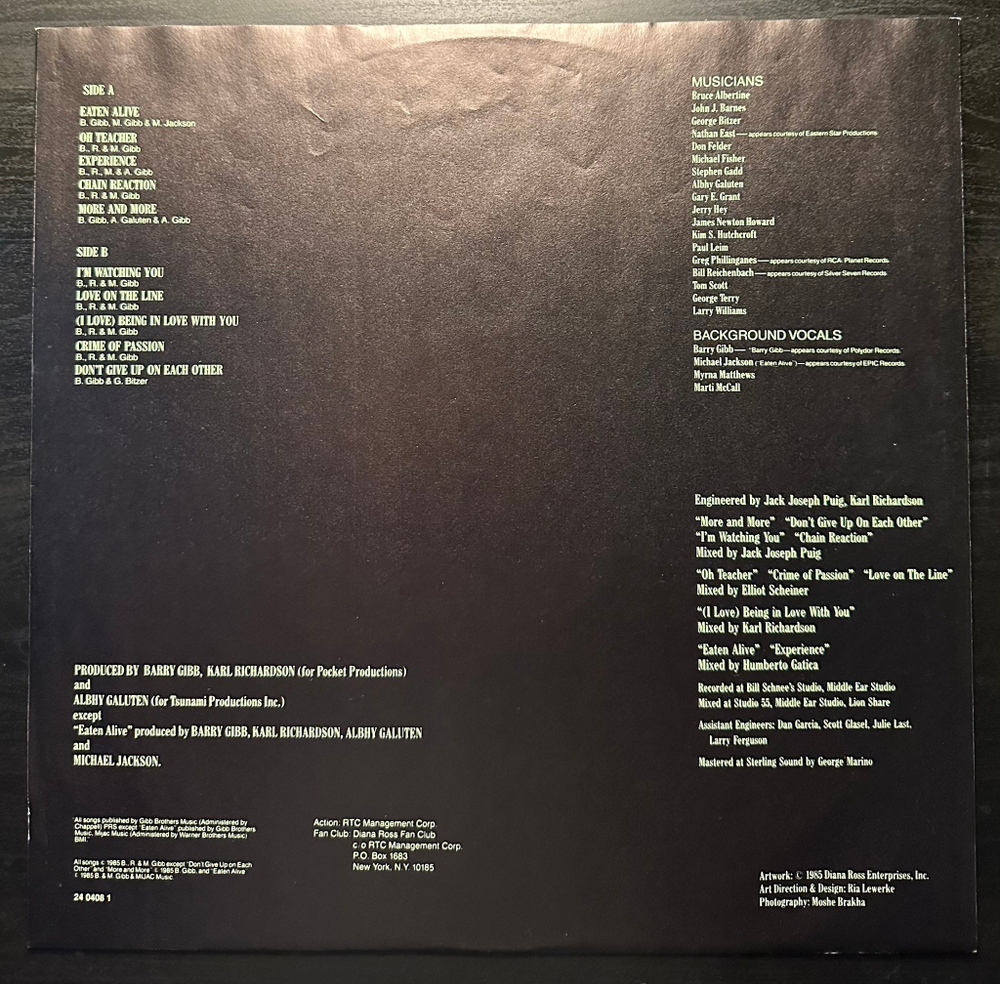 SIDE A
EATEN ALIVE
B. Gibb, M. Gibb & M. Jackson
OH TEACHER
B., R. & M. Gibb
EXPERIENCE
B., R., M. & A. Gibb
CHAIN REACTION
B., R. & M. Gibb
MORE AND MORE
B. Gibb, A. Galuten & A. Gibb
SIDE B
I'M WATCHING YOU
B., R. & M. Gibb
LOVE ON THE LINE
B., R. & M. Gibb
(I LOVE) BEING IN LOVE WITH YOU
B., R. & M. Gibb
CRIME OF PASSION
B., R. & M. Gibb
DON'T GIVE UP ON EACH OTHER
B. Gibb & G. Bitzer
PRODUCED BY BARRY GIBB, KARL RICHARDSON (for Pocket Productions)
and
ALBHY GALUTEN (for Tsunami Productions Inc.)
except
"Eaten Alive" produced by BARRY GIBB, KARL RICHARDSON, ALBHY GALUTEN
and
MICHAEL JACKSON.
"All songs published by Gibb Brothers Music (Administered by
Chappell) PRS except "Eaten Alive" published by Gibb Brothers
Music, Mijac Music (Administered by Warner Brothers Music)
BMI."
All songs © 1985 B., R. & M. Gibb except "Don't Give Up on Each
Other" and "More and More" © 1985 B. Gibb, and "Eaten Alive"
© 1985 B. & M. Gibb & MIJAC Music
24 0408 1
Action: RTC Management Corp.
Fan Club: Diana Ross Fan Club
c/o RTC Management Corp.
P.O. Box 1683
New York, N.Y. 10185
MUSICIANS
Bruce Albertine
John J. Barnes
George Bitzer
Nathan East—appears courtesy of Eastern Star Productions
Don Felder
Michael Fisher
Stephen Gadd
Albhy Galuten
Gary E. Grant
Jerry Hey
James Newton Howard
Kim S. Hutchcroft
Paul Leim
Greg Phillinganes—appears courtesy of RCA: Planet Records.
Bill Reichenbach—appears courtesy of Silver Seven Records
Tom Scott
George Terry
Larry Williams
BACKGROUND VOCALS
Barry Gibb— "Barry Gibb—appears courtesy of Polydor Records.
Michael Jackson ("Eaten Alive")—appears courtesy of EPIC Records.
Myrna Matthews
Marti McCall
Engineered by Jack Joseph Puig, Karl Richardson
"More and More" "Don't Give Up On Each Other"
"I'm Watching You" "Chain Reaction"
Mixed by Jack Joseph Puig
"Oh Teacher" "Crime of Passion" "Love on The Line"
Mixed by Elliot Scheiner
"(I Love) Being in Love With You"
Mixed by Karl Richardson
"Eaten Alive" "Experience"
Mixed by Humberto Gatica
Recorded at Bill Schnee's Studio, Middle Ear Studio
Mixed at Studio 55, Middle Ear Studio, Lion Share
Assistant Engineers: Dan Garcia, Scott Glasel, Julie Last,
Larry Ferguson
Mastered at Sterling Sound by George Marino
Artwork: © 1985 Diana Ross Enterprises, Inc.
Art Direction & Design: Ria Lewerke
Photography: Moshe Brakha